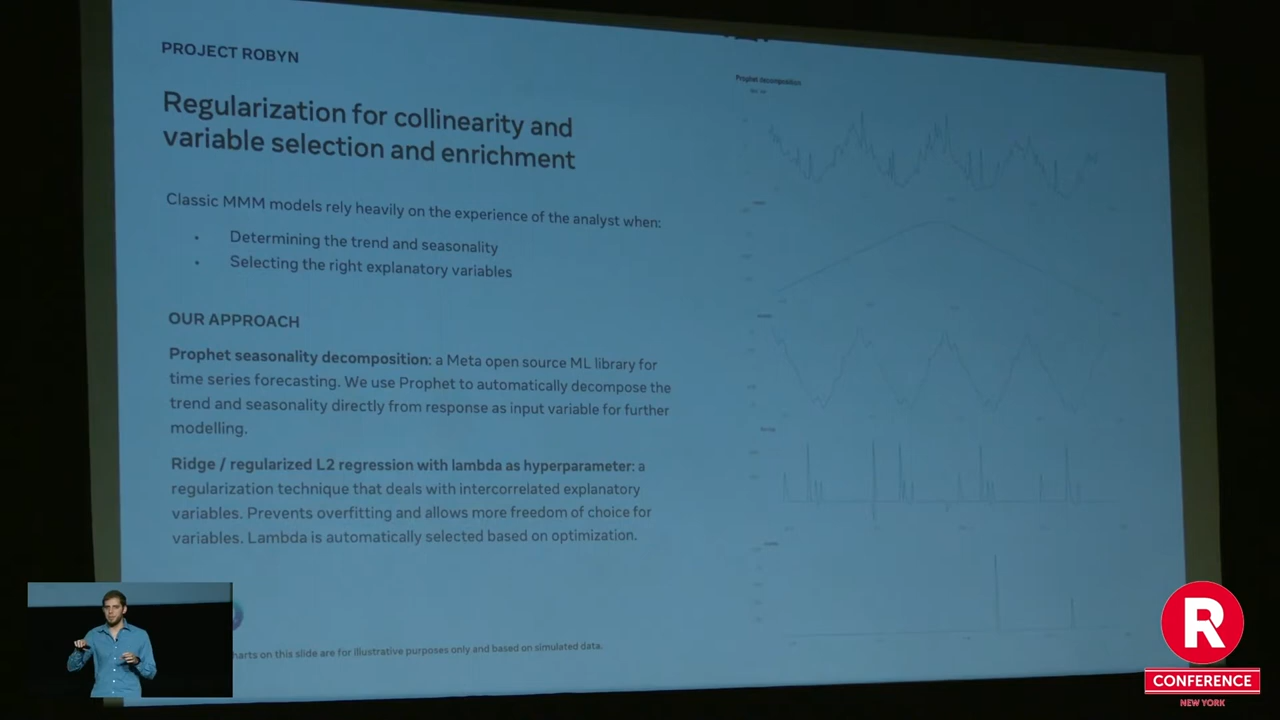 PROJECT ROBYN
Regularization for collinearity and
variable selection and enrichment
Classic MMM models rely heavily on the experience of the analyst when:
• Determining the trend and seasonality
• Selecting the right explanatory variables
OUR APPROACH
Prophet seasonality decomposition: a Meta open source ML library for
time series forecasting. We use Prophet to automatically decompose the
trend and seasonality directly from response as input variable for further
modelling.
Ridge / regularized L2 regression with lambda as hyperparameter: a
regularization technique that deals with intercorrelated explanatory
variables. Prevents overfitting and allows more freedom of choice for
variables. Lambda is automatically selected based on optimization.
harts on this slide are for illustrative purposes only and based on simulated data.
Prophet decomposition
R
CONFERENCE
NEW YORK